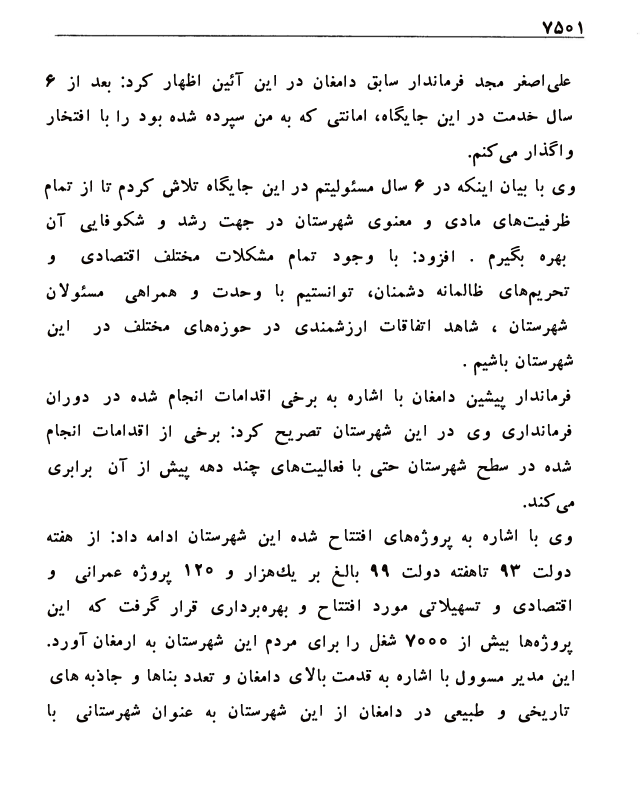 ۷۵۰۱
علی‌اصغر مجد فرماندار سابق دامغان در این آئین اظهار کرد: بعد از ۶
سال خدمت در این جایگاه، امانتی که به من سپرده شده بود را با افتخار
واگذار می‌کنم.
وی با بیان اینکه در ۶ سال مسئولیتم در این جایگاه تلاش کردم تا از تمام
ظرفیت‌های مادی و معنوی شهرستان در جهت رشد و شکوفایی آن
بهره بگیرم . افزود: با وجود تمام مشکلات مختلف اقتصادی و
تحریم‌های ظالمانه دشمنان، توانستیم با وحدت و همراهی مسئولان
شهرستان ، شاهد اتفاقات ارزشمندی در حوزه‌های مختلف در این
شهرستان باشیم .
فرماندار پیشین دامغان با اشاره به برخی اقدامات انجام شده در دوران
فرمانداری وی در این شهرستان تصریح کرد: برخی از اقدامات انجام
شده در سطح شهرستان حتی با فعالیت‌های چند دهه پیش از آن برابری
می‌کند.
وی با اشاره به پروژه‌های افتتاح شده این شهرستان ادامه داد: از هفته
دولت ۹۳ تاهفته دولت ۹۹ بالغ بر یك‌هزار و ۱۲۰ پروژه عمرانی و
اقتصادی و تسهیلاتی مورد افتتاح و بهره‌برداری قرار گرفت که این
پروژه‌ها بیش از ۷۰۰۰ شغل را برای مردم این شهرستان به ارمغان آورد.
این مدیر مسوول با اشاره به قدمت بالای دامغان و تعدد بناها و جاذبه های
تاریخی و طبیعی در دامغان از این شهرستان به عنوان شهرستانی با